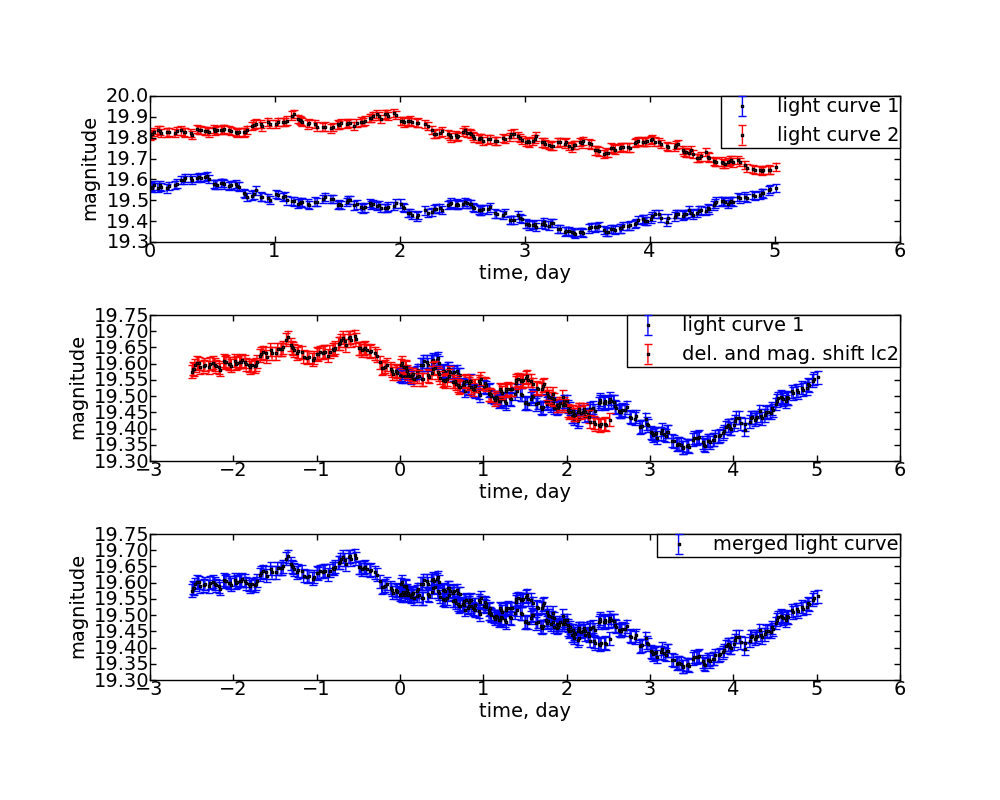 20.0
19.9
19.8
19.7
19.6
19.5
19.4
19.3
magnitude
light curve 1
light curve 2
0 1 2 3 4 5 6
time, day
19.75
19.70
19.65
19.60
19.55
19.50
19.45
19.40
19.35
19.30
magnitude
light curve 1
del. and mag. shift lc2
−3 −2 −1 0 1 2 3 4 5 6
time, day
19.75
19.70
19.65
19.60
19.55
19.50
19.45
19.40
19.35
19.30
magnitude
merged light curve
−3 −2 −1 0 1 2 3 4 5 6
time, day